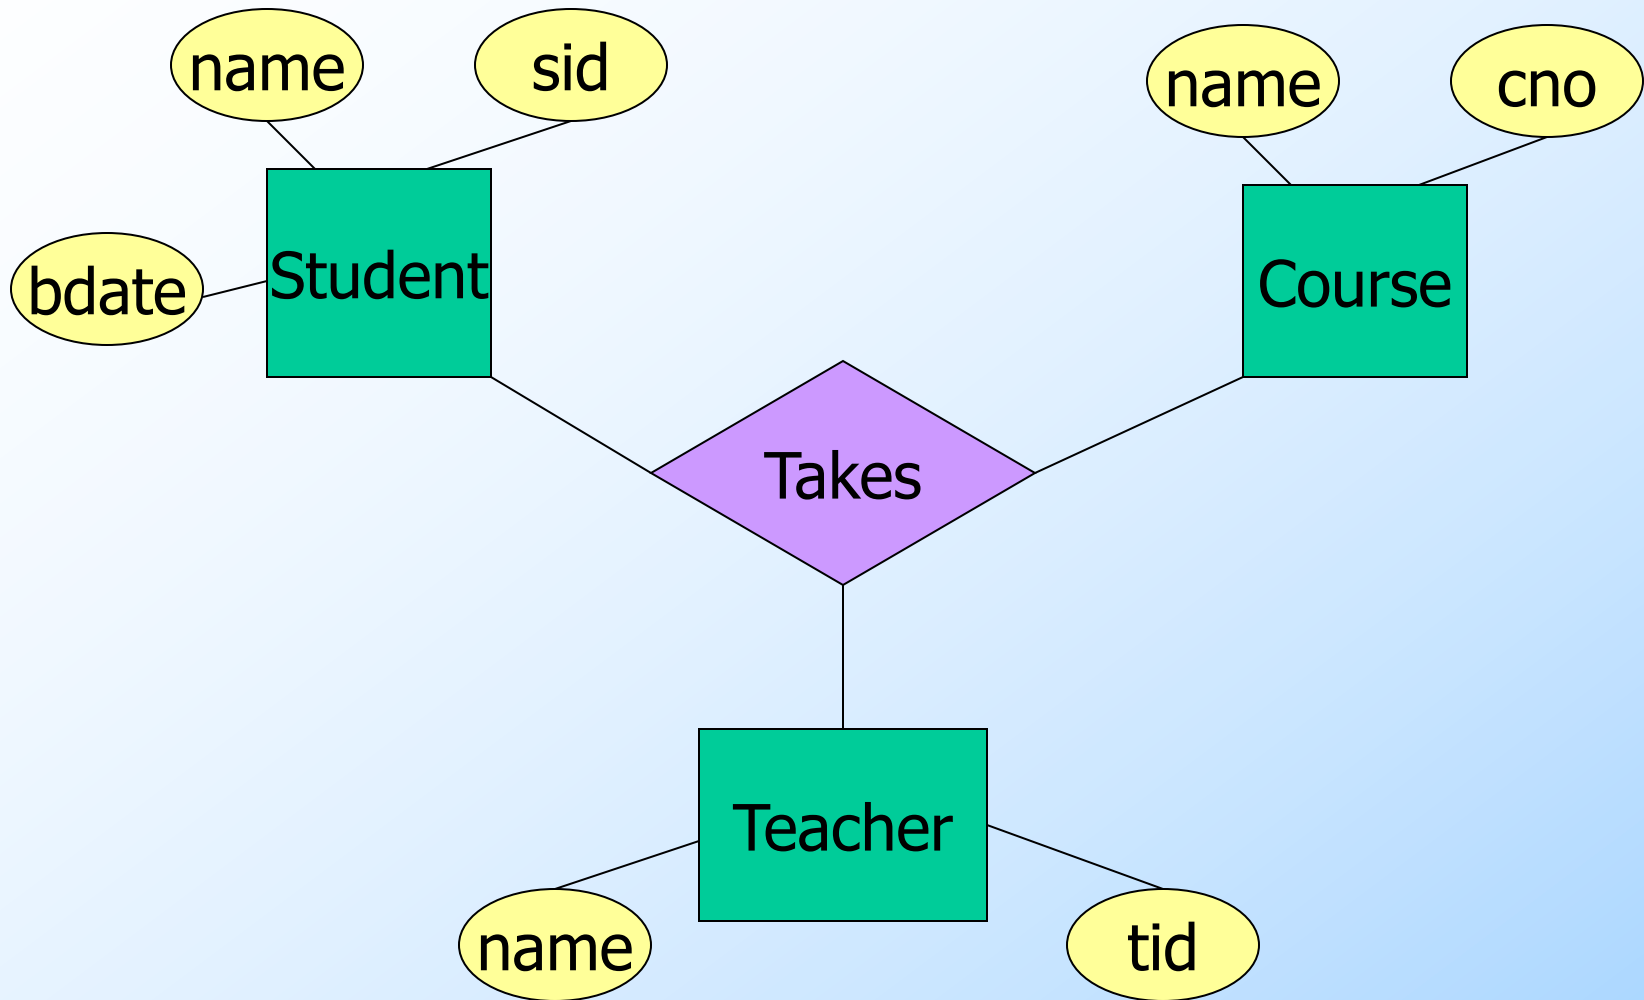 name
sid
name
cno
bdate
Student
Course
Takes
Teacher
name
tid